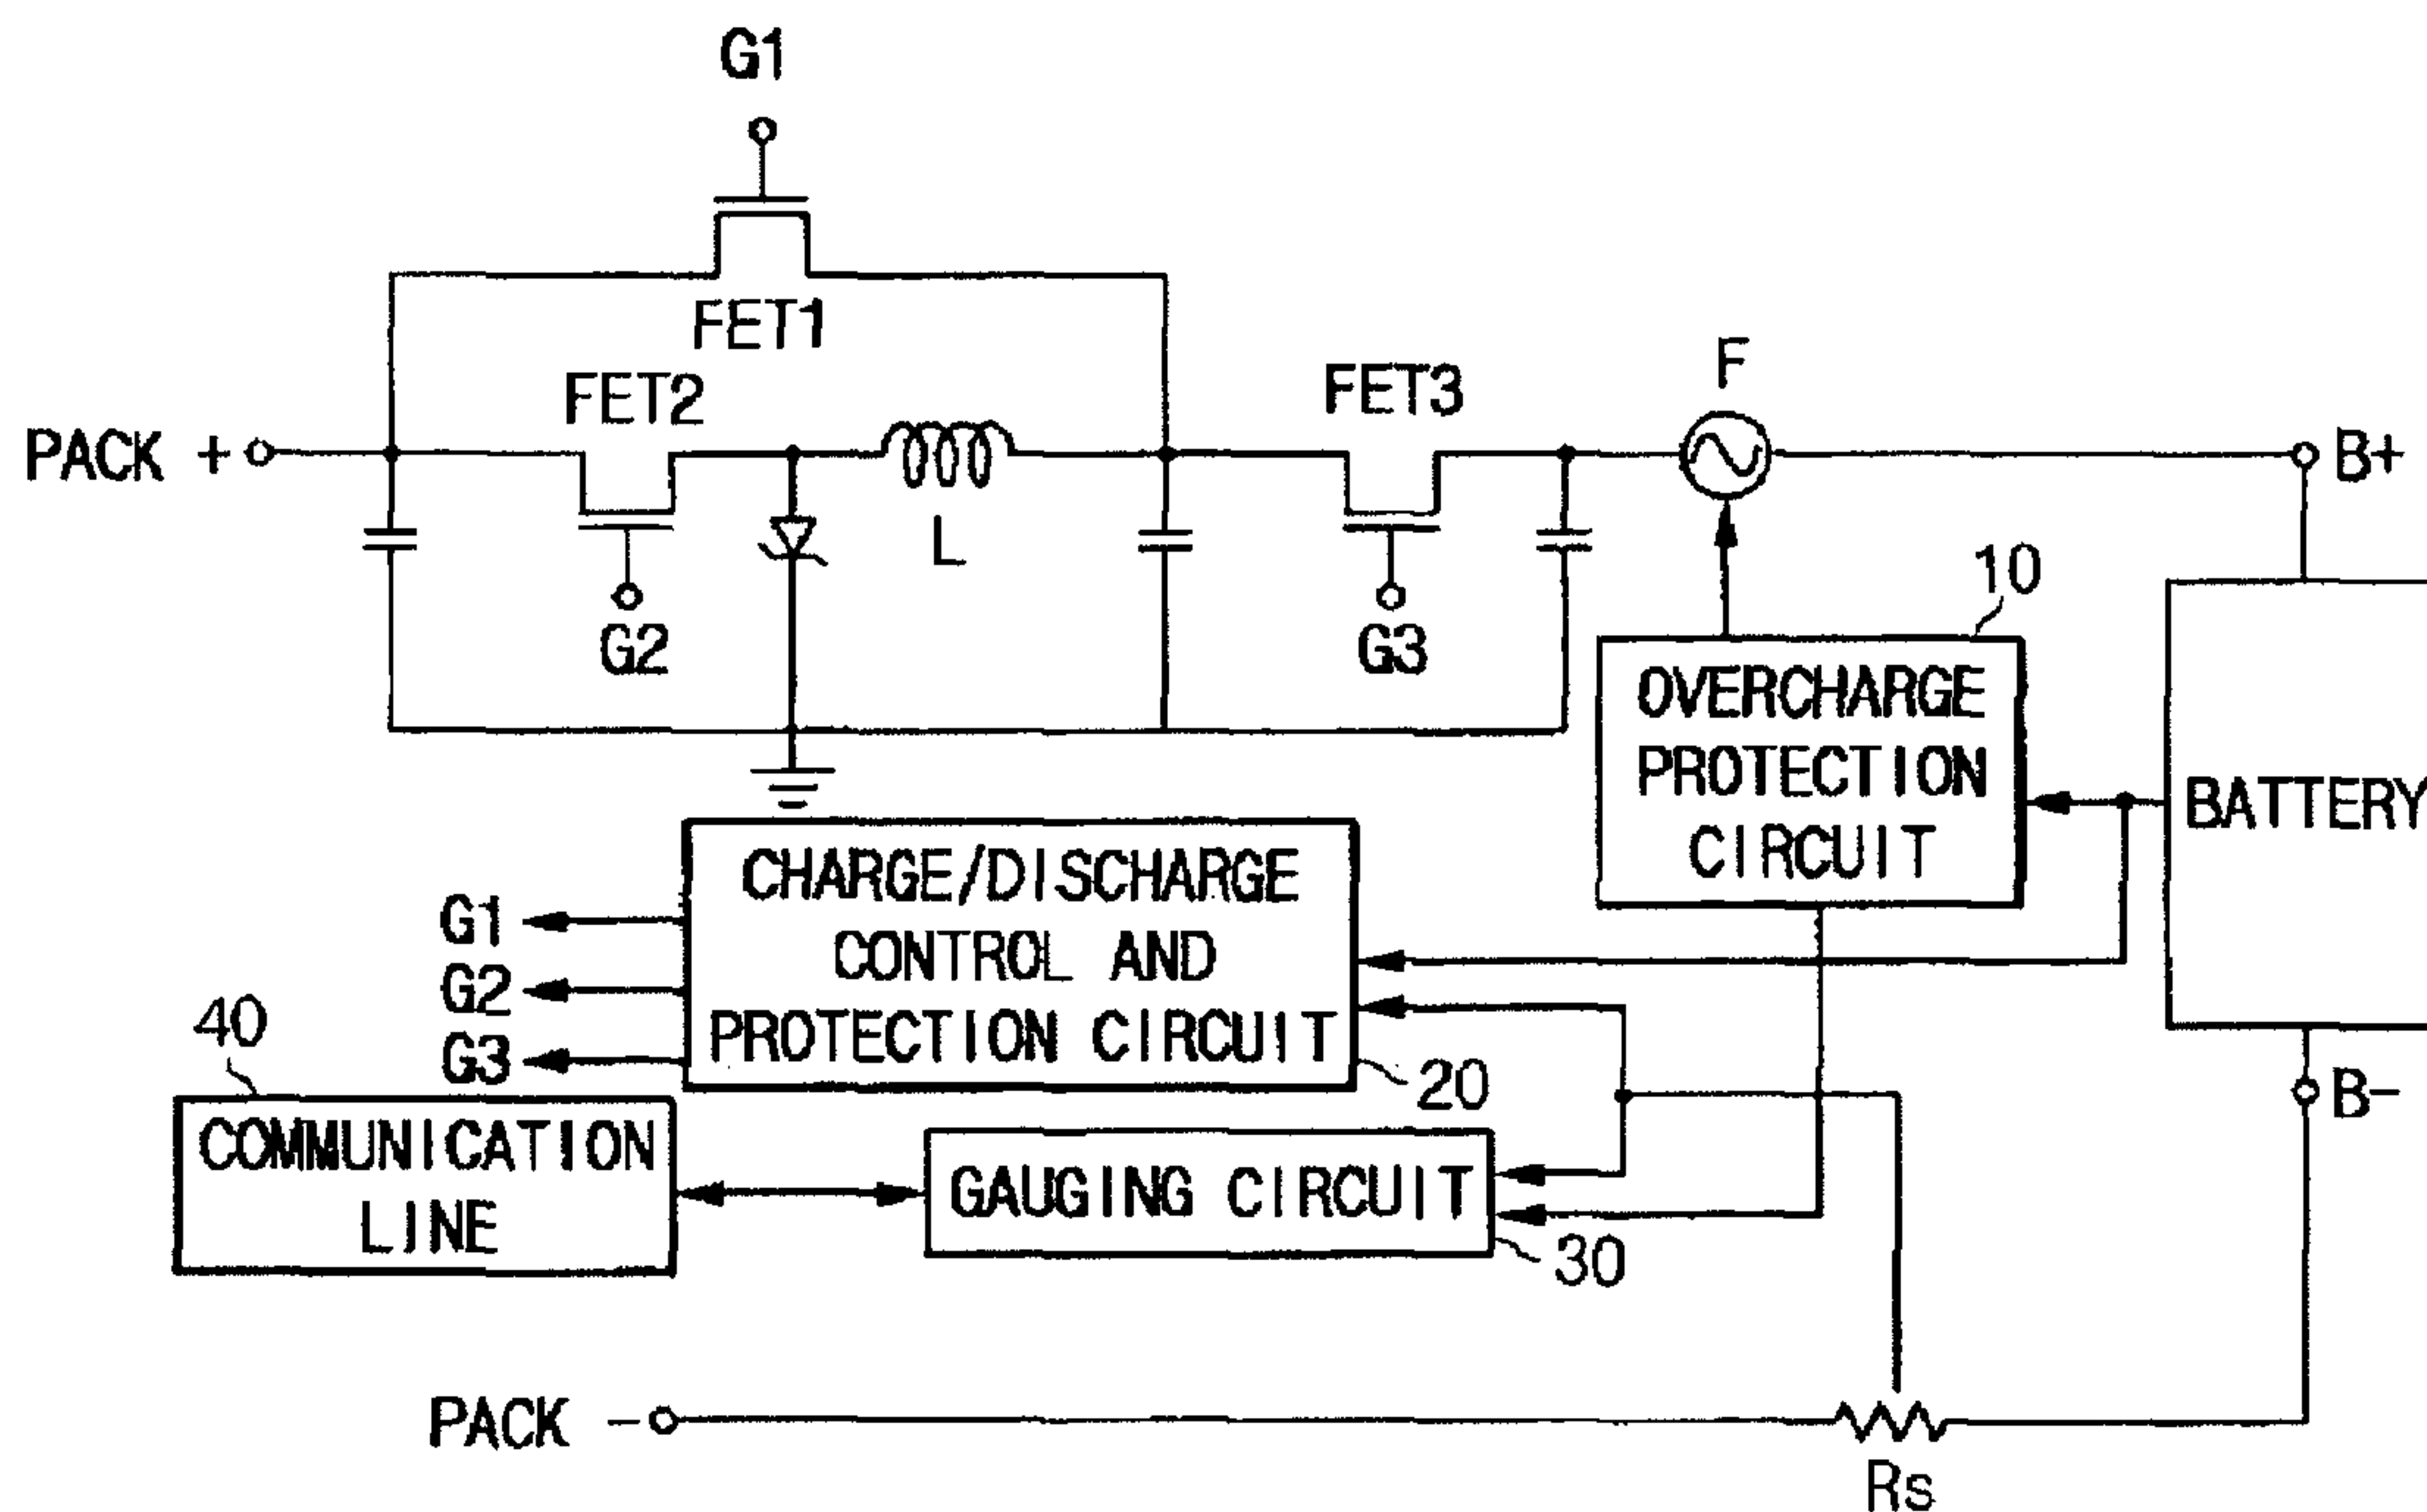 G1
FET1
FET2
FET3
F
PACK +
B+
L
10
G2
G3
OVERCHARGE
PROTECTION
CIRCUIT
BATTERY
CHARGE/DISCHARGE
CONTROL AND
PROTECTION CIRCUIT
G1
G2
G3
40
20
B-
COMMUNICATION
LINE
GAUGING CIRCUIT
30
PACK -
Rs